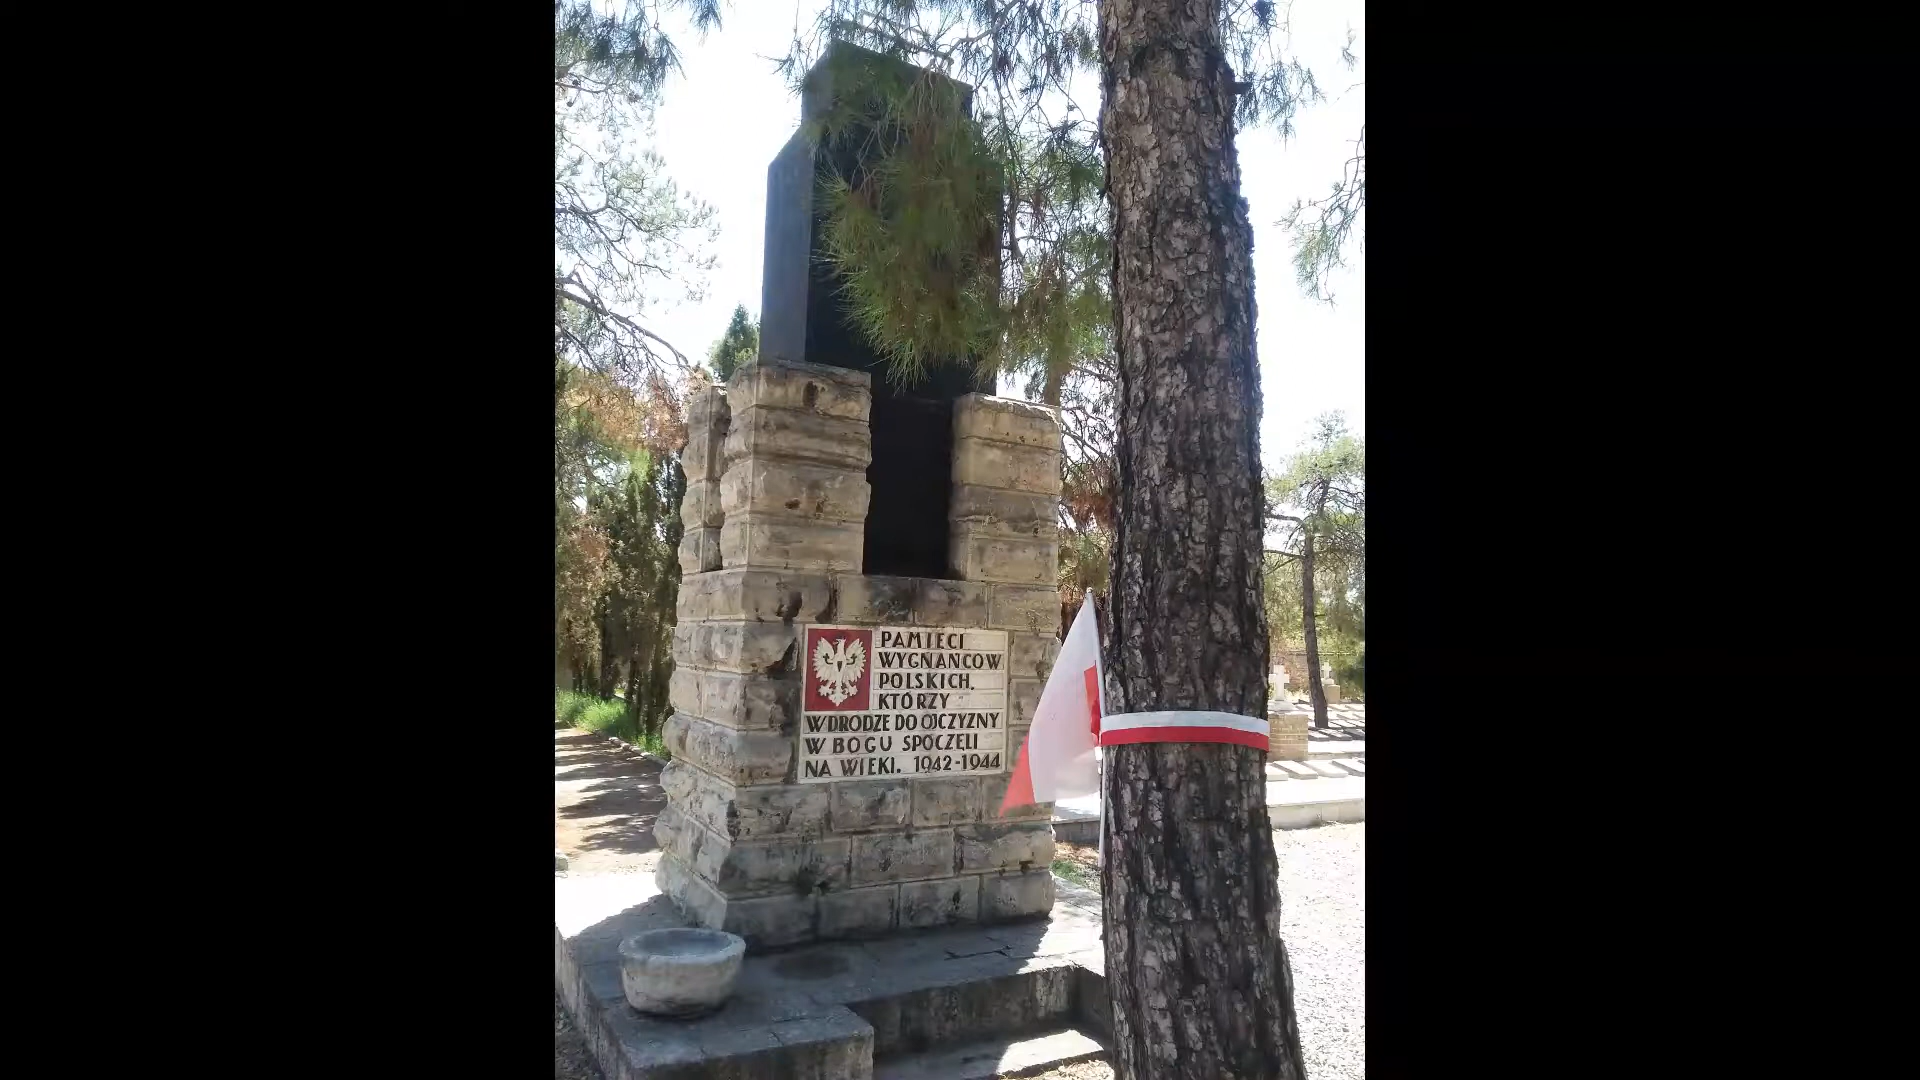 PAMIĘCI
WYGNAŃCÓW
POLSKICH,
KTÓRZY
W DRODZE DO OJCZYZNY
W BOGU SPOCZĘLI
NA WIEKI. 1942-1944